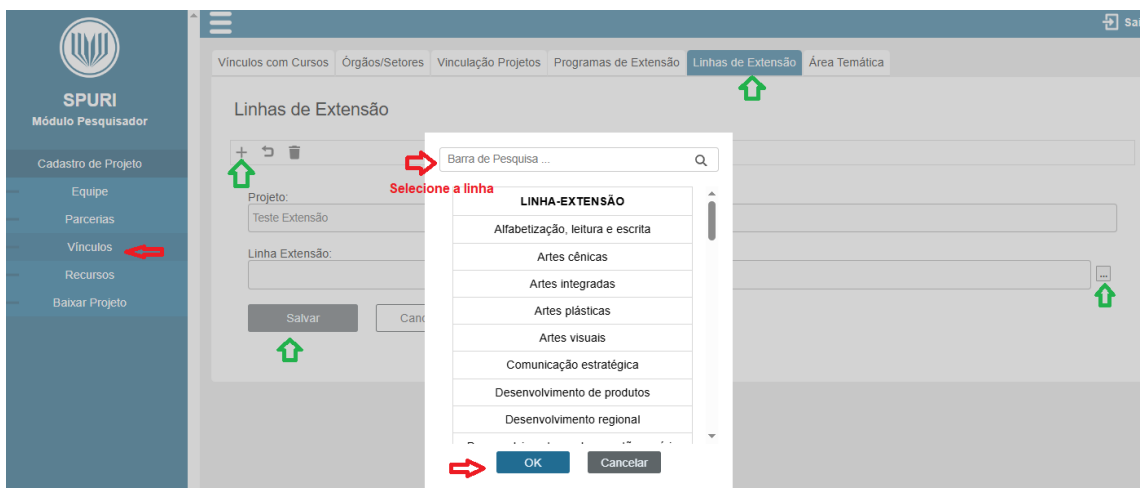 SPURI
Módulo Pesquisador
Cadastro de Projeto
Equipe
Parcerias
Vínculos
Recursos
Baixar Projeto
Sai
Vínculos com Cursos Órgãos/Setores Vinculação Projetos Programas de Extensão Linhas de Extensão Área Temática
Linhas de Extensão
Projeto:
Teste Extensão
Linha Extensão:
...
Salvar Canc
Barra de Pesquisa ...
Selecione a linha
LINHA-EXTENSÃO
Alfabetização, leitura e escrita
Artes cênicas
Artes integradas
Artes plásticas
Artes visuais
Comunicação estratégica
Desenvolvimento de produtos
Desenvolvimento regional
OK Cancelar